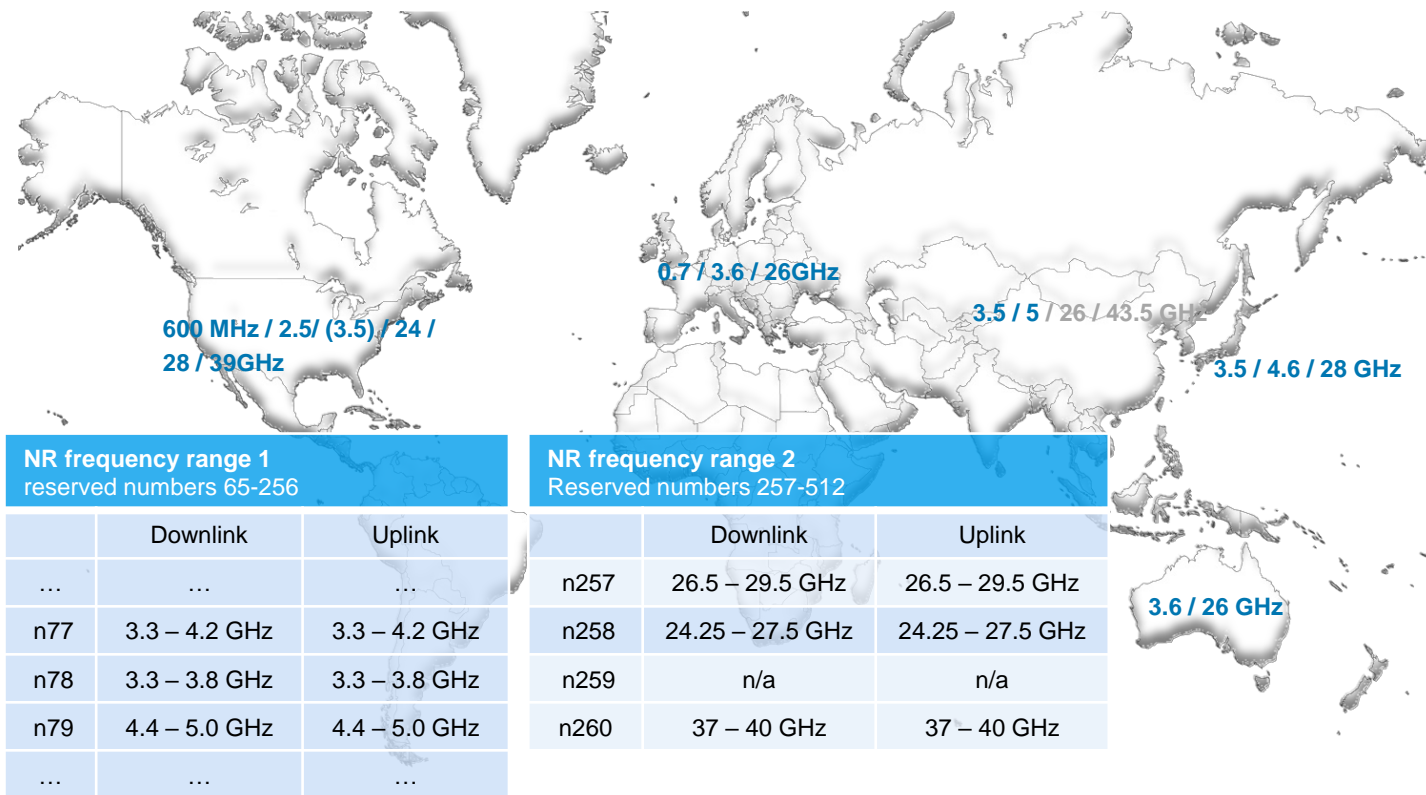 0.7 / 3.6 / 26GHz
600 MHz / 2.5/ (3.5) / 24 /
28 / 39GHz
3.5 / 5 / 26 / 43.5 GHz
3.5 / 4.6 / 28 GHz
3.6 / 26 GHz
NR frequency range 1
reserved numbers 65-256
Downlink Uplink
… … …
n77 3.3 – 4.2 GHz 3.3 – 4.2 GHz
n78 3.3 – 3.8 GHz 3.3 – 3.8 GHz
n79 4.4 – 5.0 GHz 4.4 – 5.0 GHz
… … …
NR frequency range 2
Reserved numbers 257-512
Downlink Uplink
n257 26.5 – 29.5 GHz 26.5 – 29.5 GHz
n258 24.25 – 27.5 GHz 24.25 – 27.5 GHz
n259 n/a n/a
n260 37 – 40 GHz 37 – 40 GHz